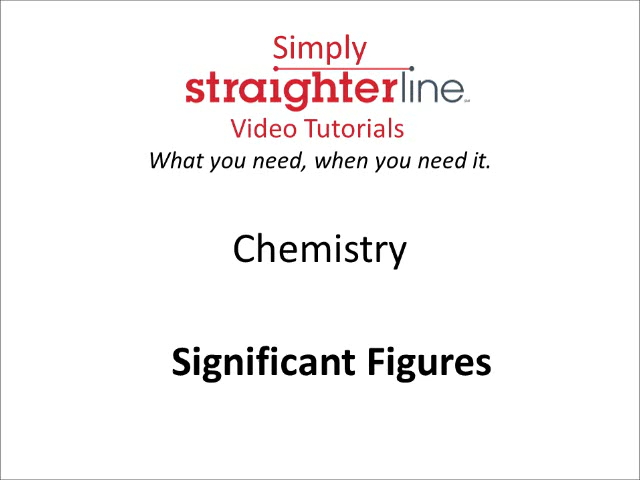 Simply
straighterline
Video Tutorials
What you need, when you need it.
Chemistry
Significant Figures